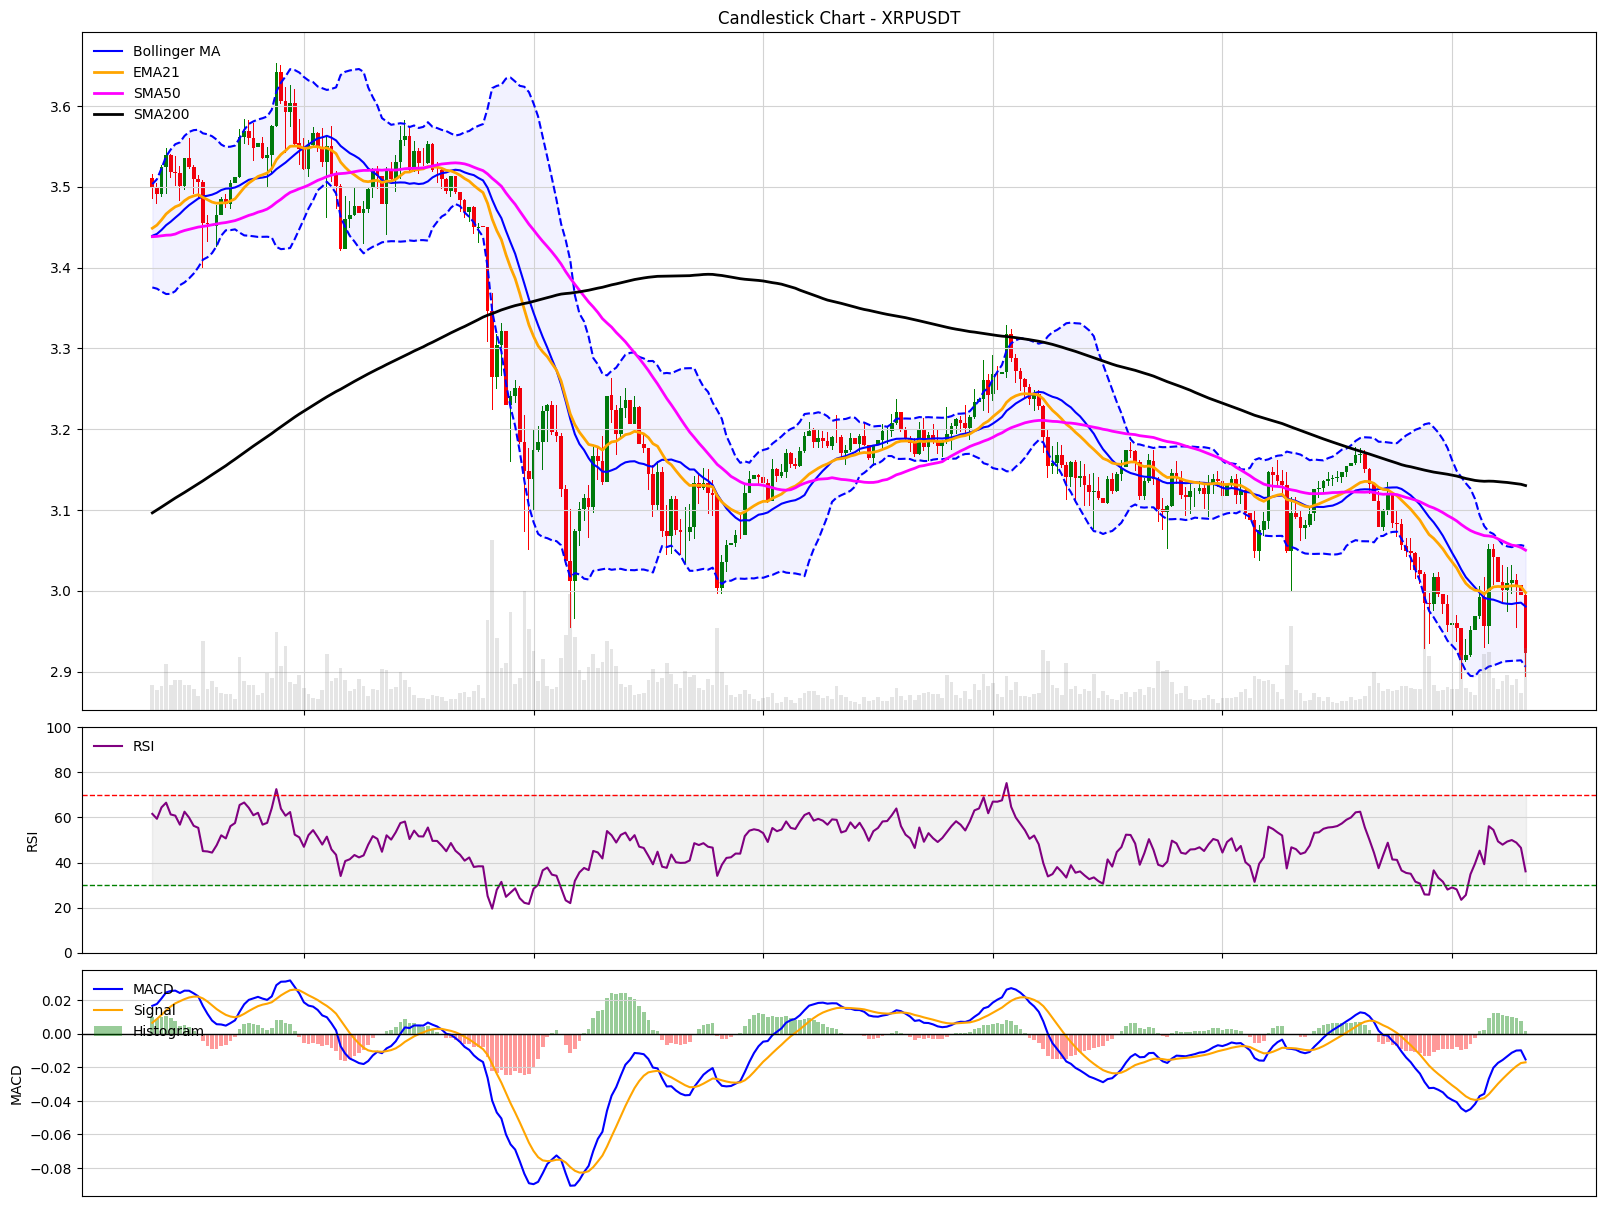 Candlestick Chart - XRPUSDT
Bollinger MA
EMA21
SMA50
SMA200
3.6
3.5
3.4
3.3
3.2
3.1
3.0
2.9
RSI
100
80
60
40
20
0
RSI
MACD
Signal
Histogram
0.02
0.00
−0.02
−0.04
−0.06
−0.08
MACD